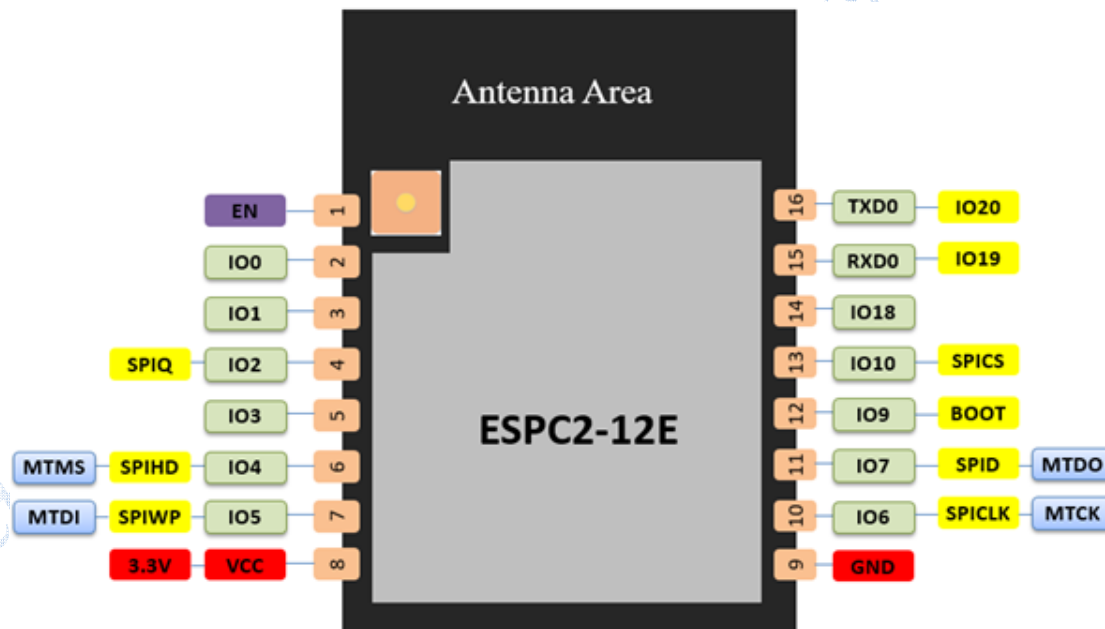 Antenna Area
EN 1 16 TXD0 IO20
IO0 2 15 RXD0 IO19
IO1 3 14 IO18
SPIQ IO2 4 13 IO10 SPICS
IO3 5 12 IO9 BOOT
ESPC2-12E
MTMS SPIHD IO4 6 11 IO7 SPID MTDO
MTDI SPIWP IO5 7 10 IO6 SPICLK MTCK
3.3V VCC 8 9 GND